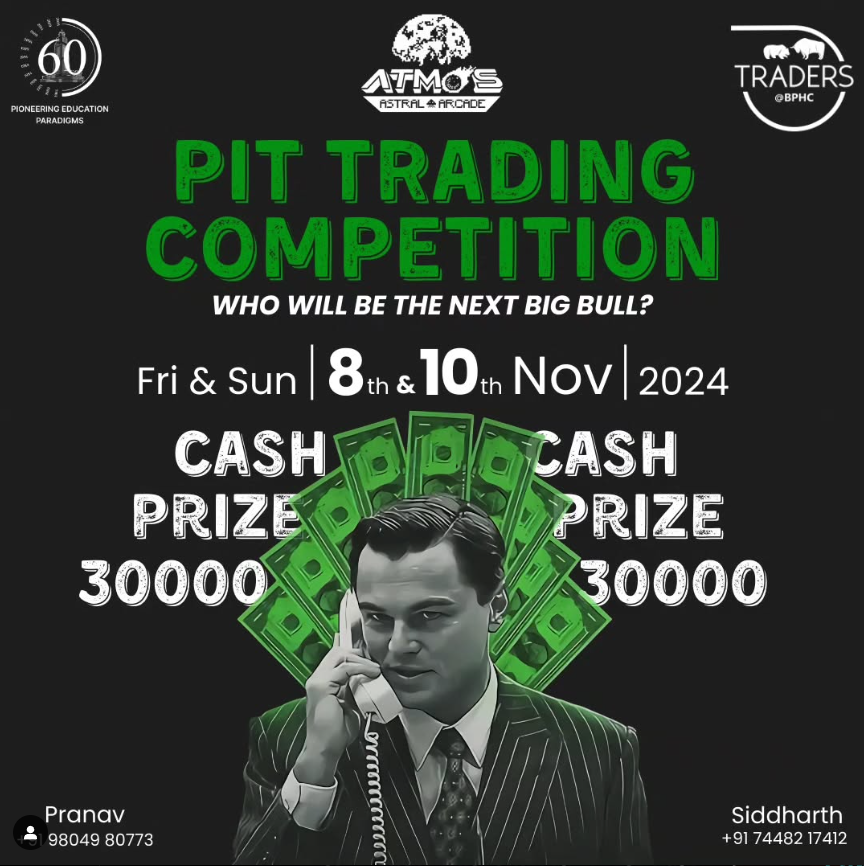 60
PIONEERING EDUCATION
PARADIGMS
ATMOS
ASTRAL ARCADE
TRADERS
@BPHC
PIT TRADING
COMPETITION
WHO WILL BE THE NEXT BIG BULL?
Fri & Sun | 8th & 10th Nov | 2024
CASH CASH
PRIZE PRIZE
30000 30000
Pranav
98049 80773
Siddharth
+91 74482 17412